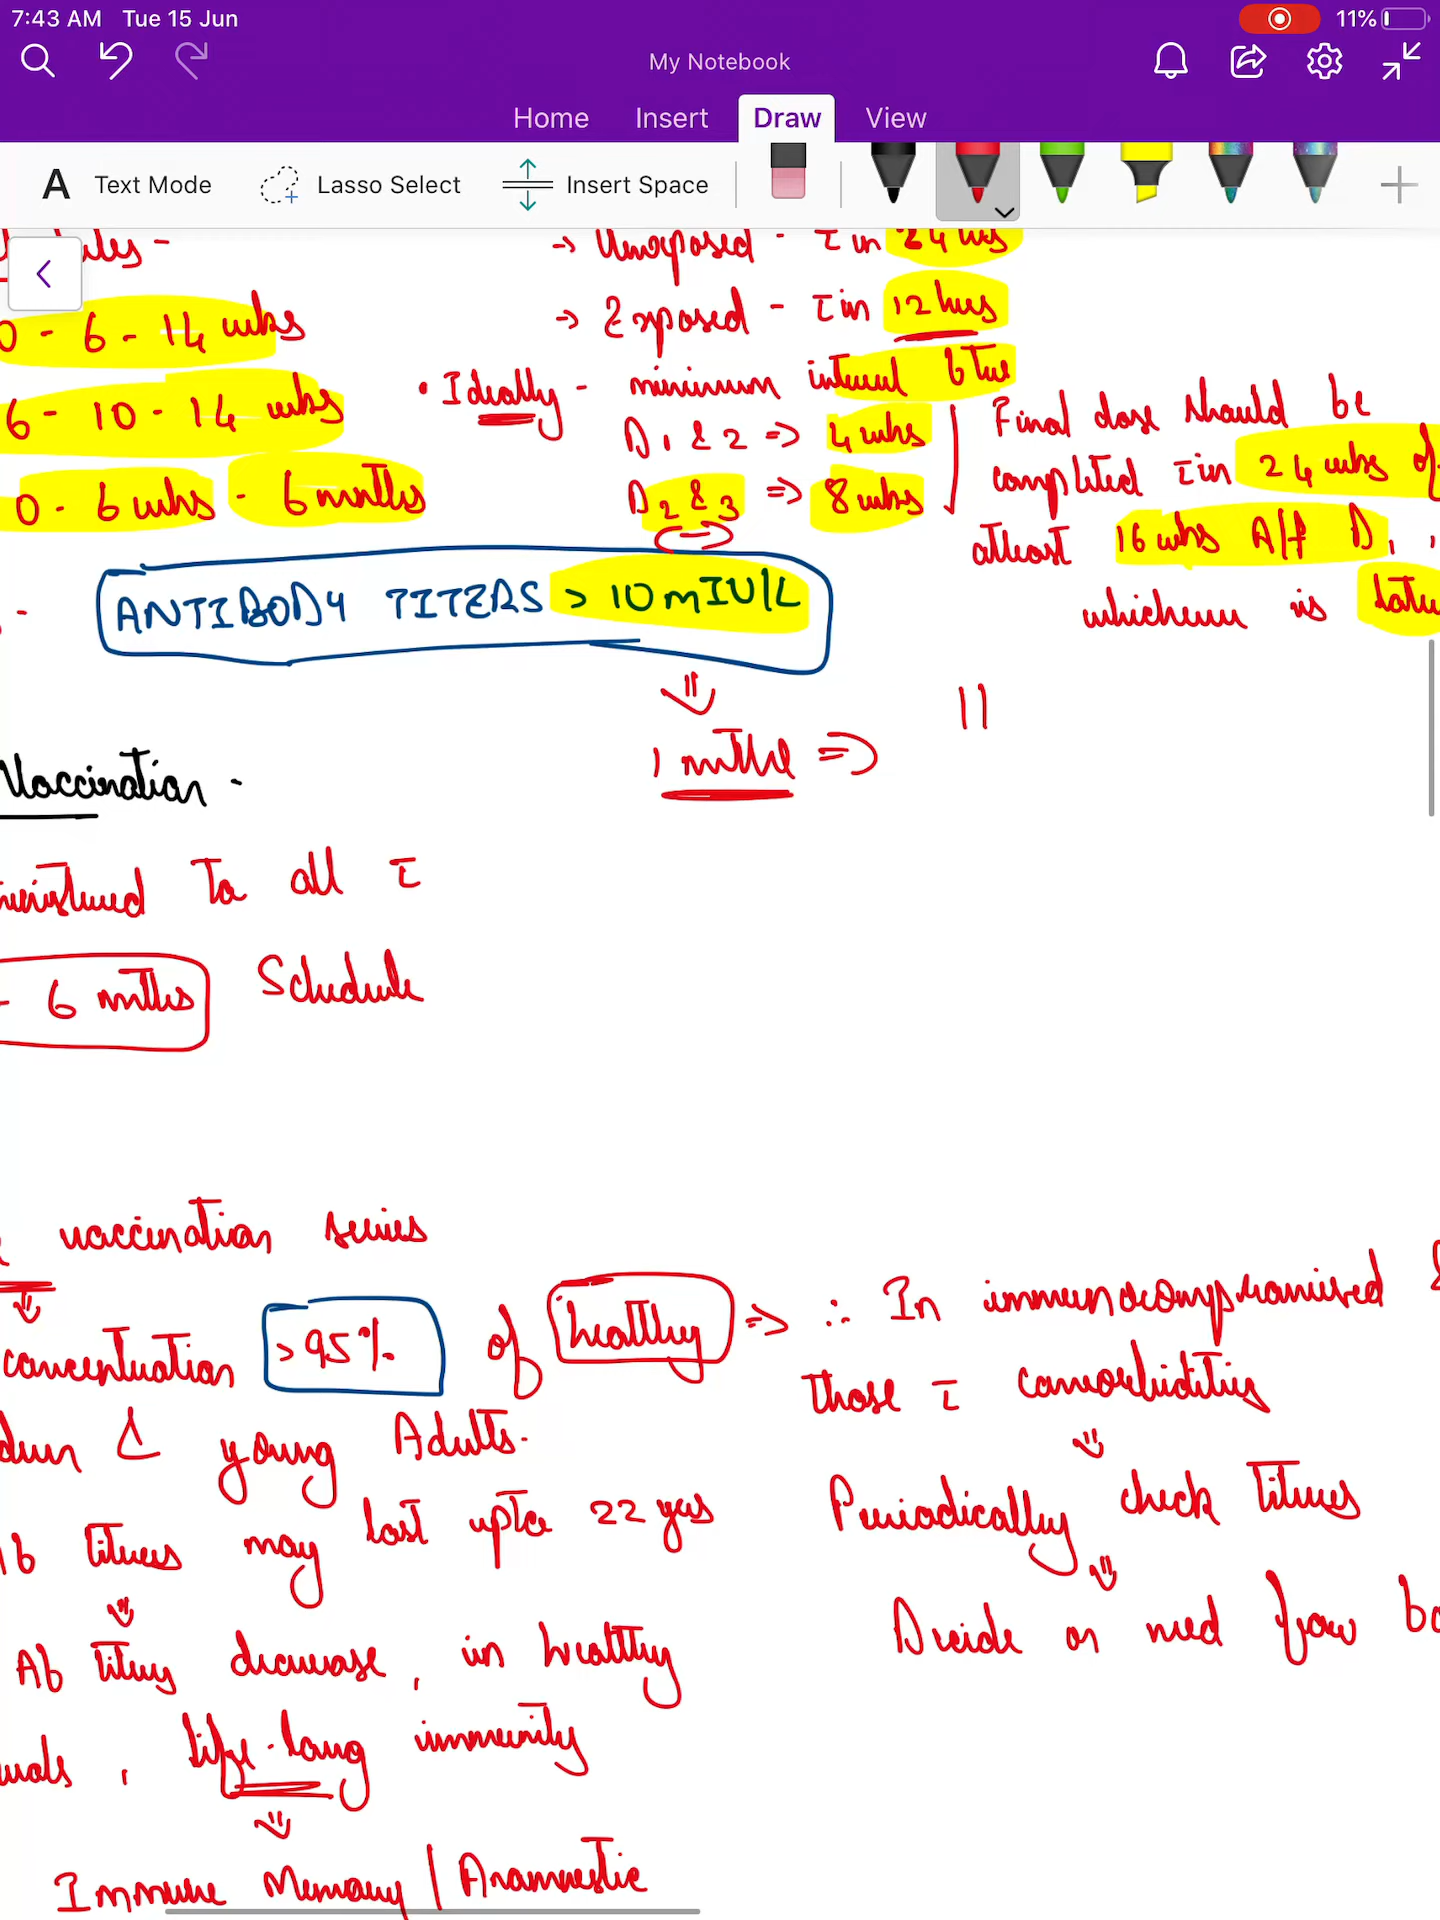 7:43 AM Tue 15 Jun
11%
My Notebook
Home Insert Draw View
A Text Mode Lasso Select Insert Space
→ Unexposed - c̄ in 24 hrs
→ Exposed - c̄ in 12 hrs
0 - 6 - 14 wks
6 - 10 - 14 wks
0 - 6 wks - 6 mnths
• Ideally - minimum interval btw
D1 & 2 => 4 wks
D2 & 3 => 8 wks
Final dose should be
completed c̄ in 24 wks of
atleast 16 wks A/f D1,
whichever is later
ANTIBODY TITERS > 10 mIU/L
1 mnth =>
Vaccination -
To all c̄
- 6 mnths Schedule
vaccination series
concentration >95% of healthy => ∴ In immunocompromised &
& young Adults.
those c̄ comorbidities
Ab titres may last upto 22 yrs
Periodically check titres
Decide on need for
Ab titres decrease, in healthy
, life-long immunity
Immune Memory / Anamnestic